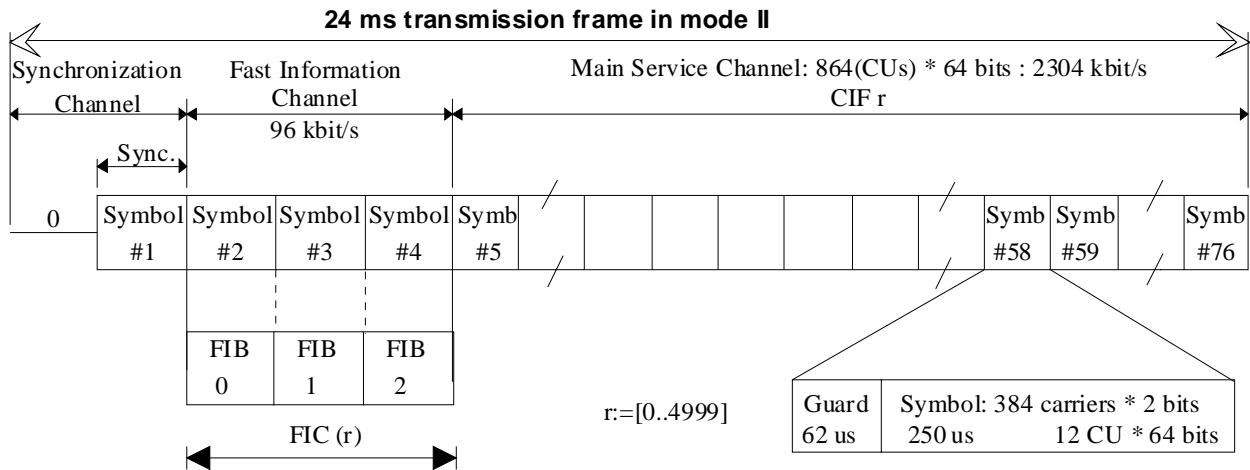 24 ms transmission frame in mode II
Synchronization
Channel
Fast Information
Channel
96 kbit/s
Main Service Channel: 864(CUs) * 64 bits : 2304 kbit/s
CIF r
Sync.
0
Symbol
#1
Symbol
#2
Symbol
#3
Symbol
#4
Symb
#5
Symb
#58
Symb
#59
Symb
#76
FIB
0
FIB
1
FIB
2
FIC (r)
r:=[0..4999]
Guard
62 us
Symbol: 384 carriers * 2 bits
250 us 12 CU * 64 bits